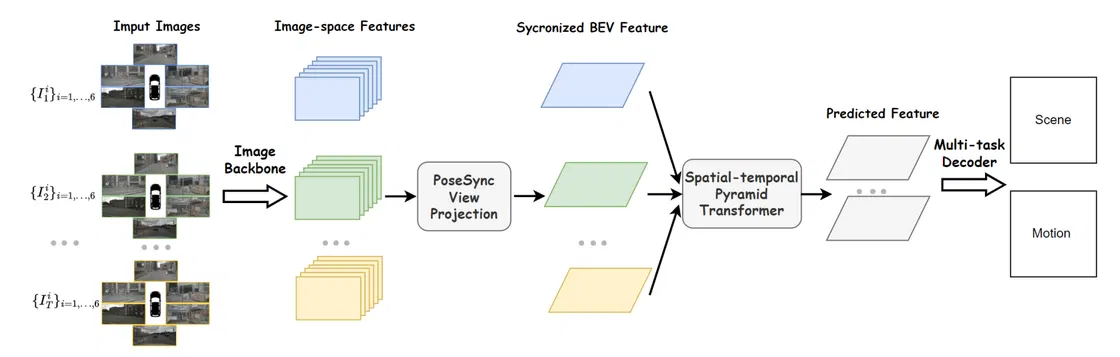 Imput Images
Image-space Features
Sycronized BEV Feature
{I_1^i}_{i=1,...,6}
Image
Backbone
{I_2^i}_{i=1,...,6}
PoseSync
View
Projection
Spatial-temporal
Pyramid
Transformer
Predicted Feature
Multi-task
Decoder
Scene
Motion
{I_T^i}_{i=1,...,6}